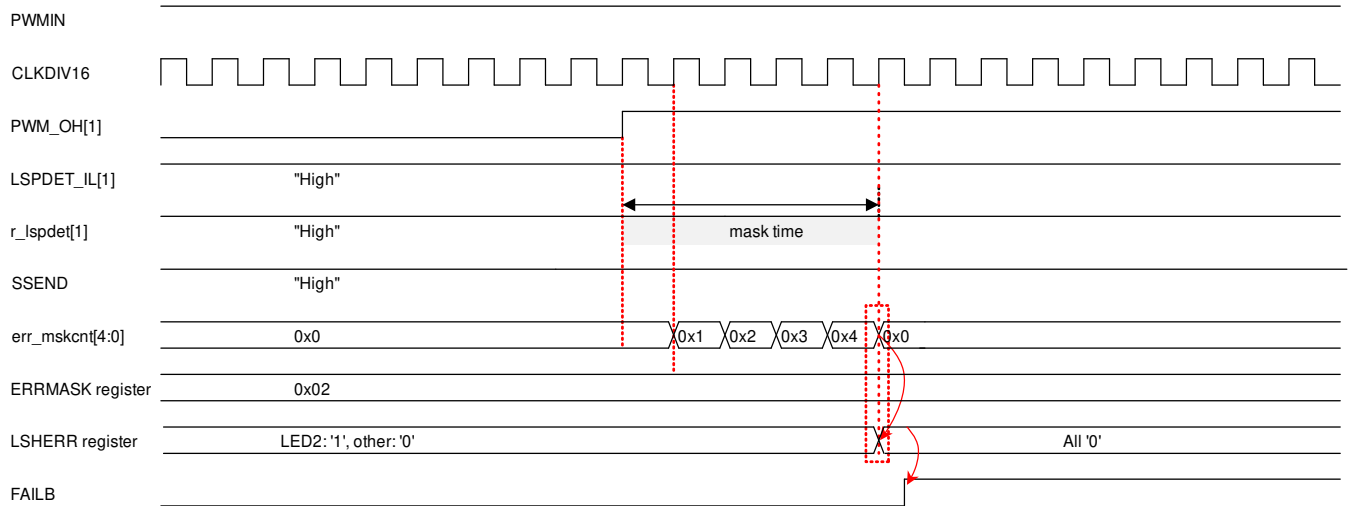 PWMIN
CLKDIV16
PWM_OH[1]
LSPDET_IL[1] "High"
r_lspdet[1] "High" mask time
SSEND "High"
err_mskcnt[4:0] 0x0 0x1 0x2 0x3 0x4 0x0
ERRMASK register 0x02
LSHERR register LED2: '1', other: '0' All '0'
FAILB